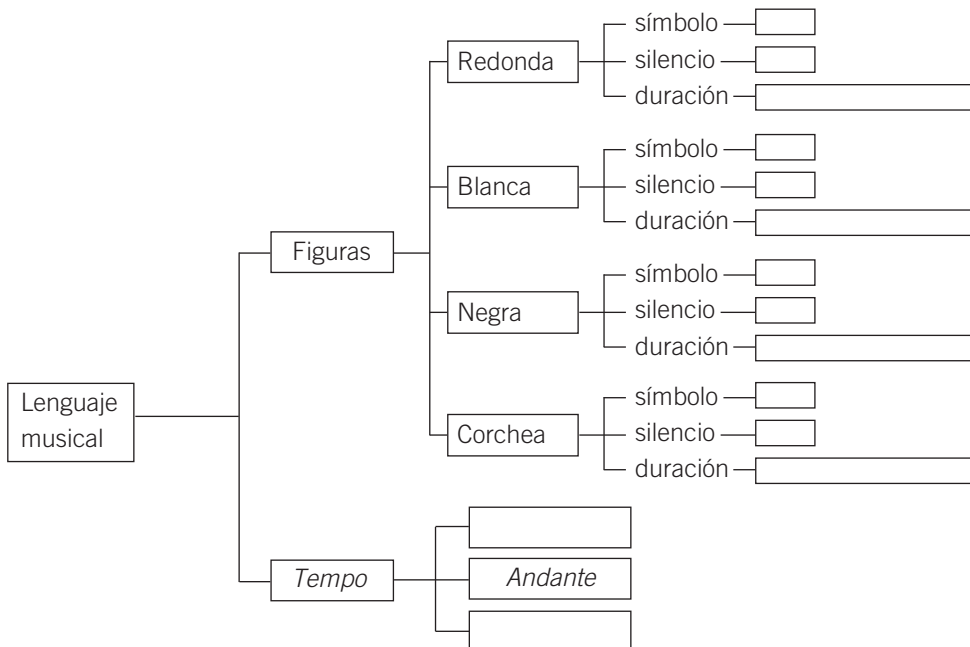 símbolo
Redonda
silencio
duración
símbolo
Blanca
silencio
duración
Figuras
símbolo
Negra
silencio
duración
Lenguaje
musical
símbolo
Corchea
silencio
duración
Tempo
Andante